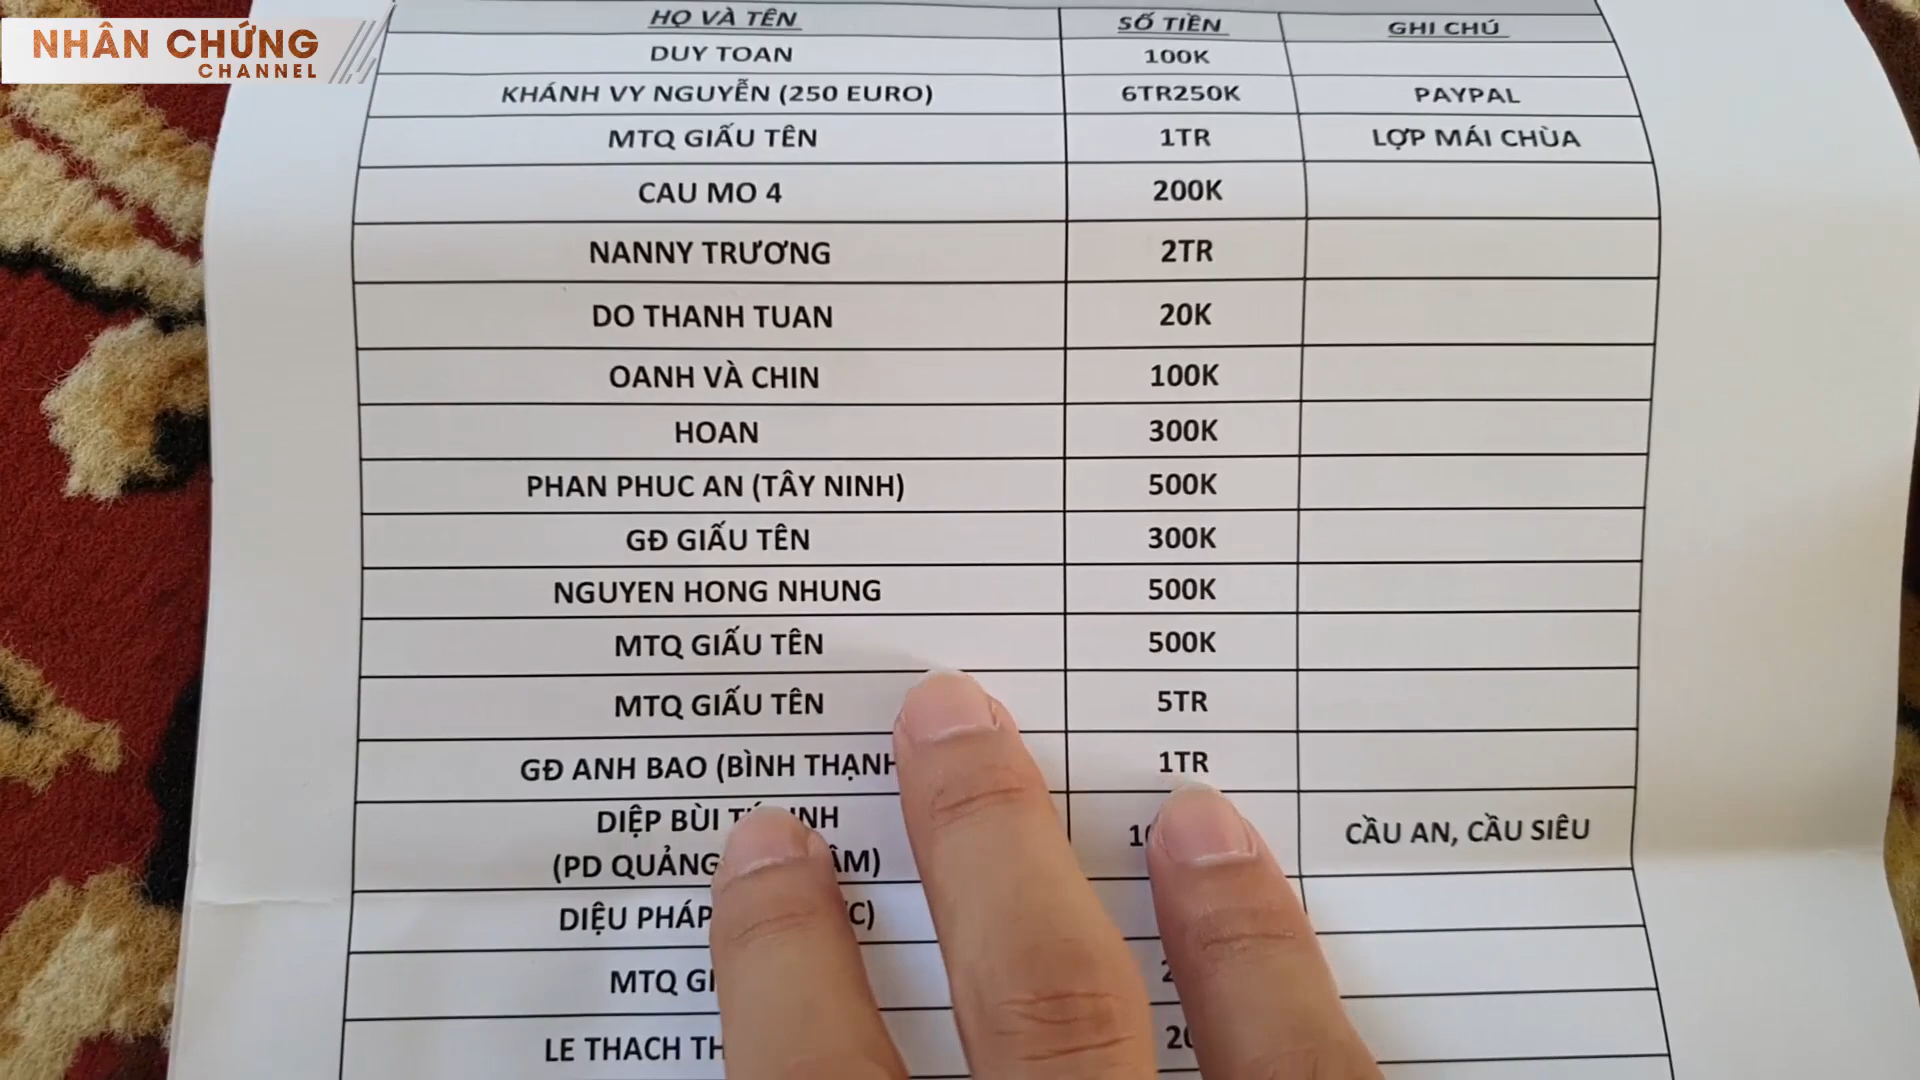 NHÂN CHỨNG
CHANNEL
HỌ VÀ TÊN SỐ TIỀN GHI CHÚ
DUY TOAN 100K
KHÁNH VY NGUYỄN (250 EURO) 6TR250K PAYPAL
MTQ GIẤU TÊN 1TR LỢP MÁI CHÙA
CAU MO 4 200K
NANNY TRƯƠNG 2TR
DO THANH TUAN 20K
OANH VÀ CHIN 100K
HOAN 300K
PHAN PHUC AN (TÂY NINH) 500K
GĐ GIẤU TÊN 300K
NGUYEN HONG NHUNG 500K
MTQ GIẤU TÊN 500K
MTQ GIẤU TÊN 5TR
GĐ ANH BAO (BÌNH THẠNH 1TR
DIỆP BÙI
(PD QUẢNG CẦU AN, CẦU SIÊU
DIỆU PHÁP
MTQ
LE THACH